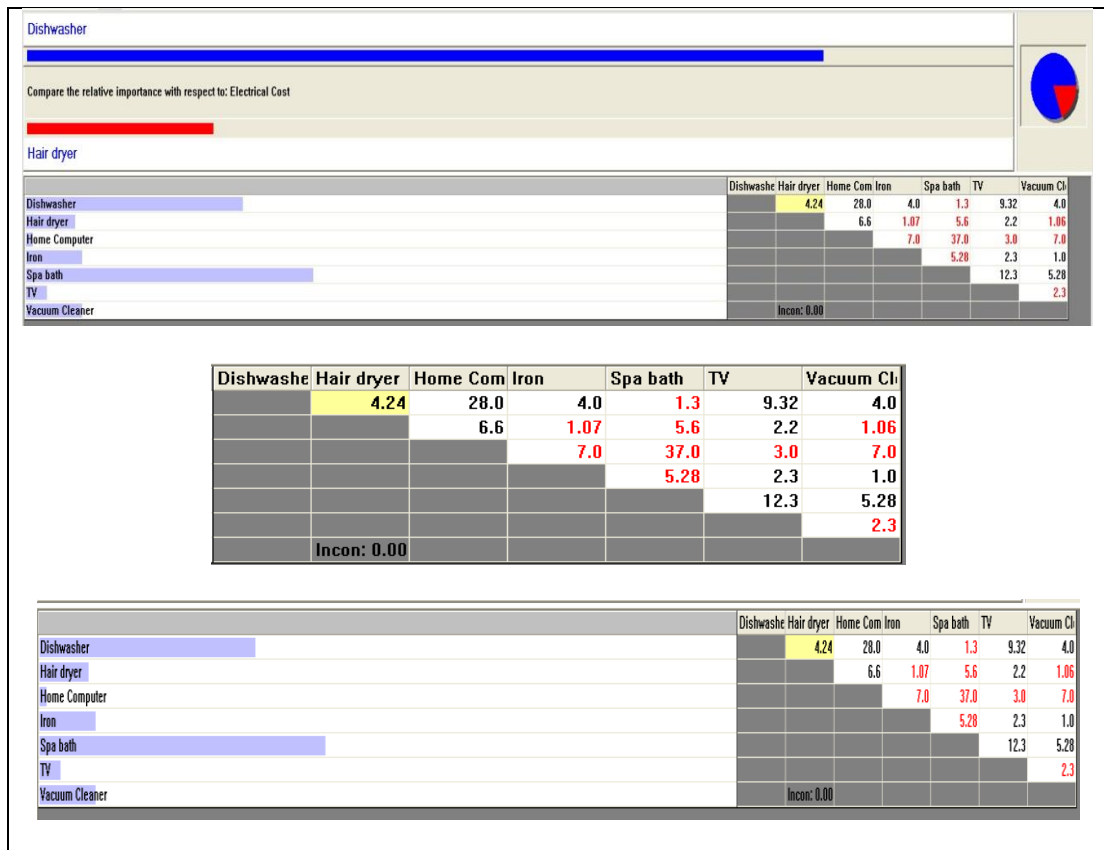 Dishwasher
Compare the relative importance with respect to: Electrical Cost
Hair dryer
Dishwashe Hair dryer Home Com Iron Spa bath TV Vacuum Cl
Dishwasher 4.24 28.0 4.0 1.3 9.32 4.0
Hair dryer 6.6 1.07 5.6 2.2 1.06
Home Computer 7.0 37.0 3.0 7.0
Iron 5.28 2.3 1.0
Spa bath 12.3 5.28
TV 2.3
Vacuum Cleaner Incon: 0.00
Dishwashe Hair dryer Home Com Iron Spa bath TV Vacuum Cl
4.24 28.0 4.0 1.3 9.32 4.0
6.6 1.07 5.6 2.2 1.06
7.0 37.0 3.0 7.0
5.28 2.3 1.0
12.3 5.28
2.3
Incon: 0.00
Dishwashe Hair dryer Home Com Iron Spa bath TV Vacuum Cl
Dishwasher 4.24 28.0 4.0 1.3 9.32 4.0
Hair dryer 6.6 1.07 5.6 2.2 1.06
Home Computer 7.0 37.0 3.0 7.0
Iron 5.28 2.3 1.0
Spa bath 12.3 5.28
TV 2.3
Vacuum Cleaner Incon: 0.00